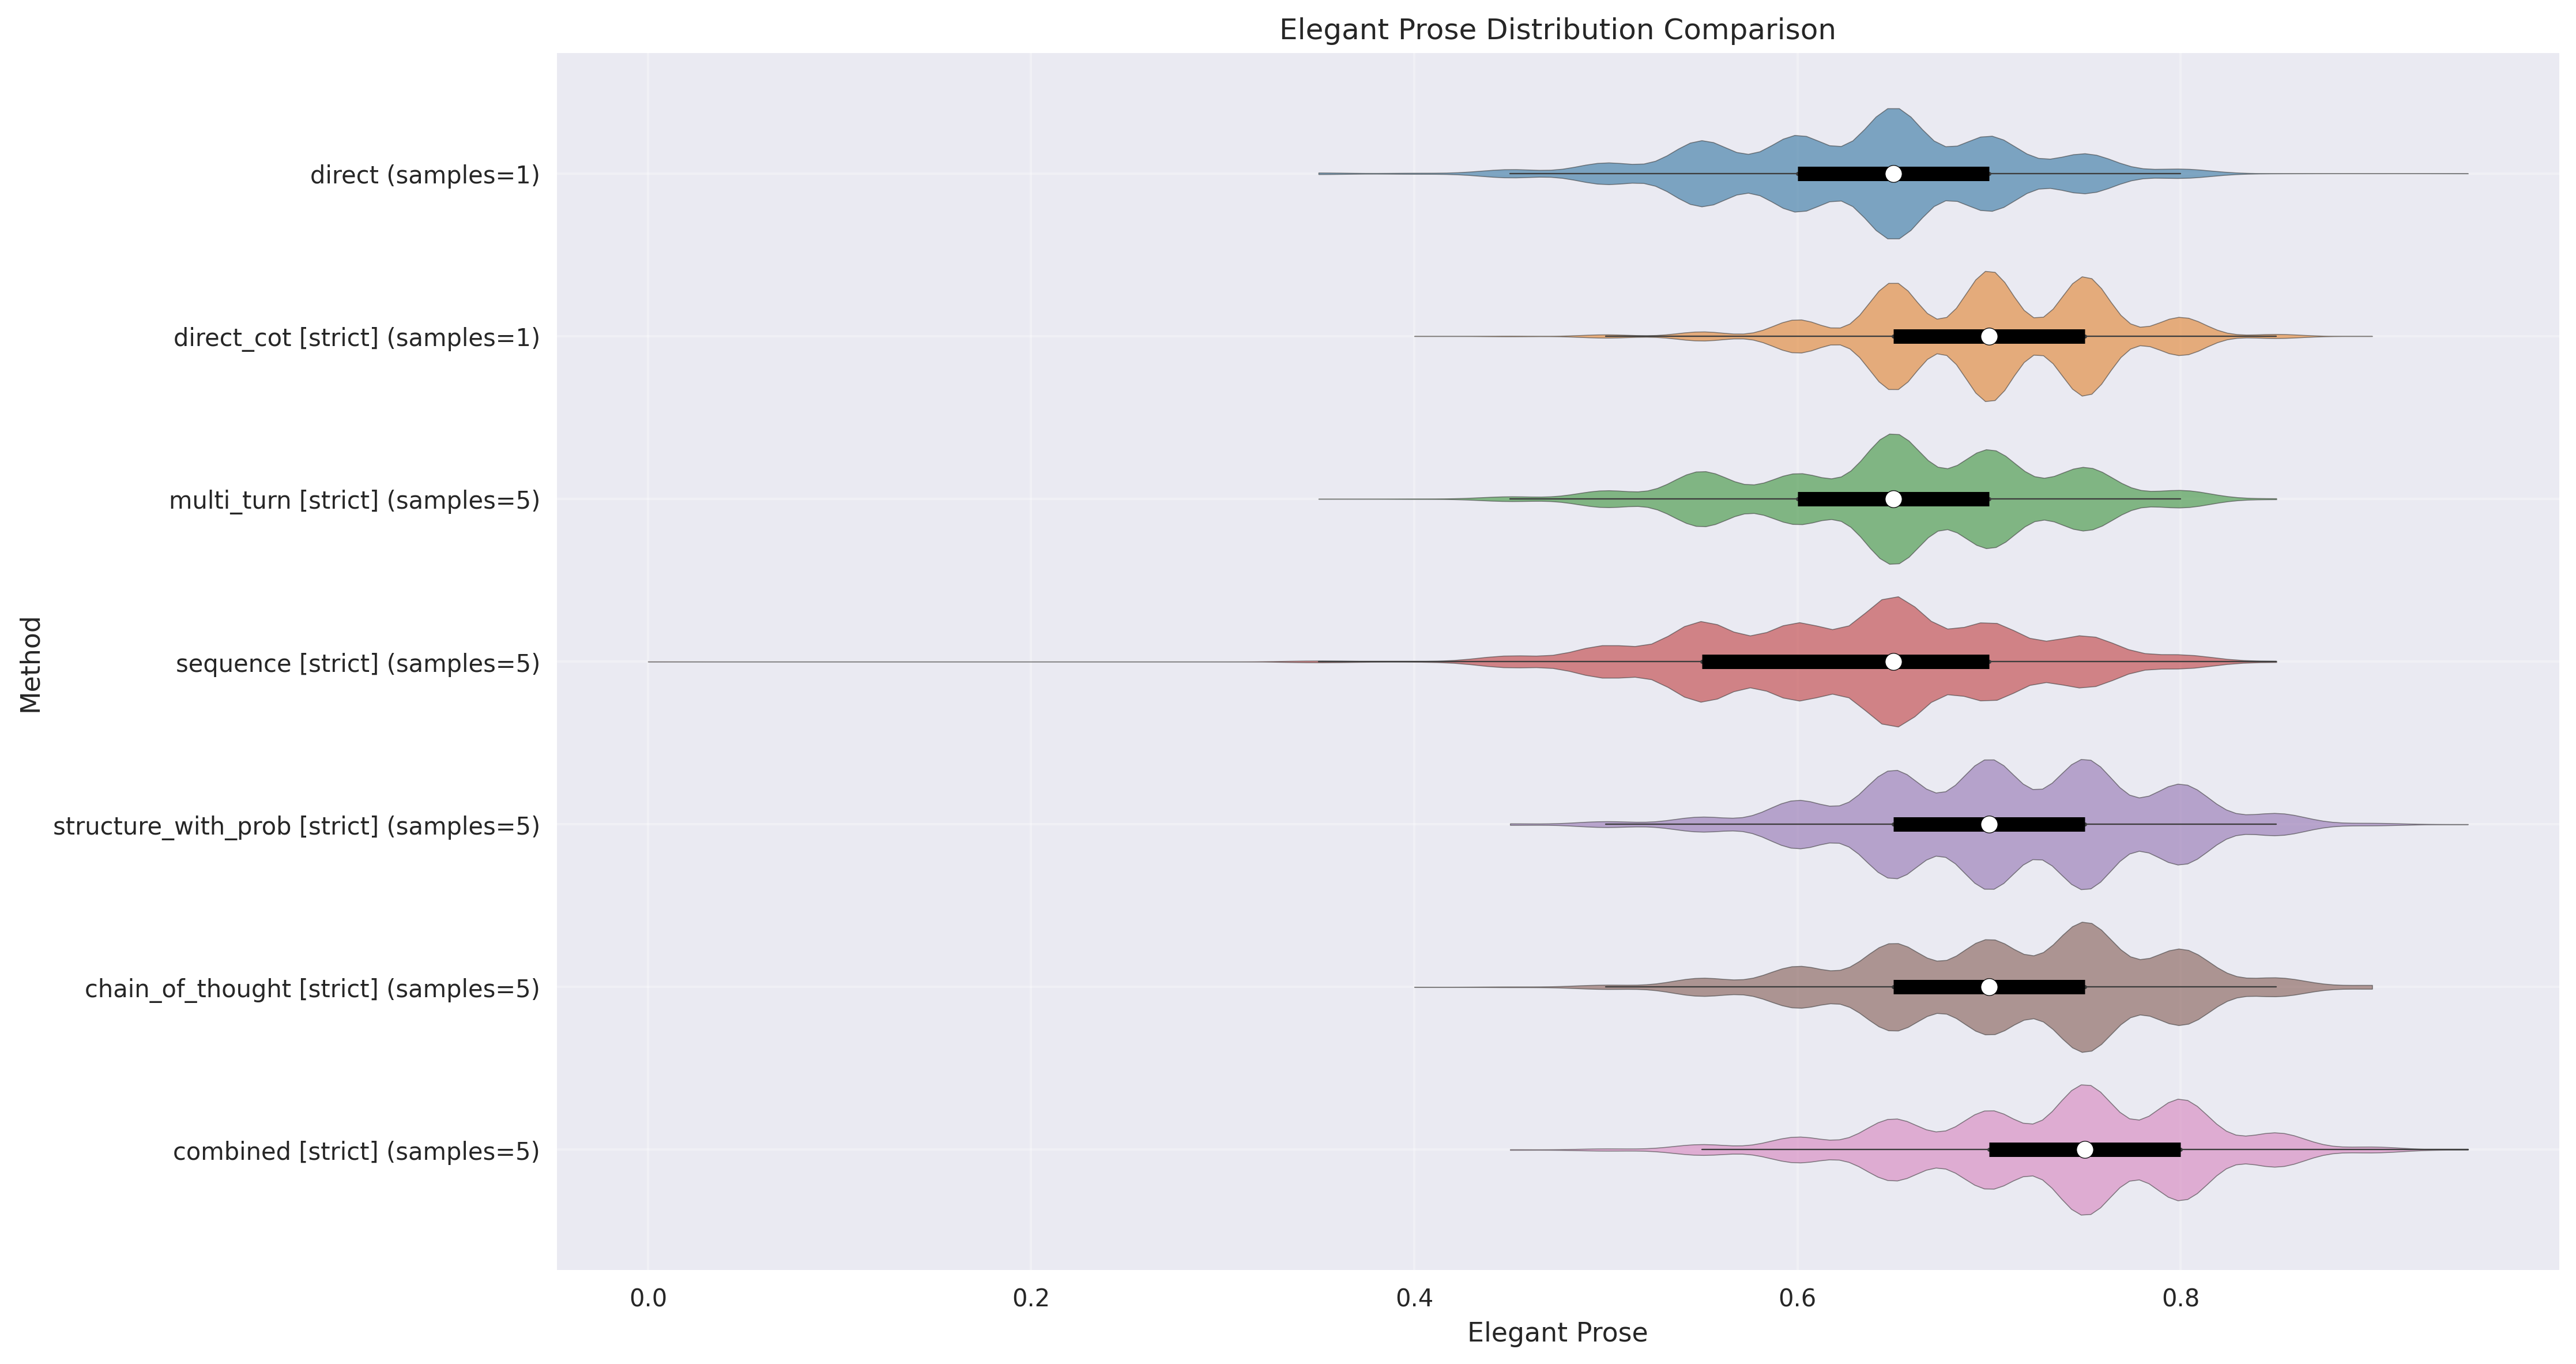 Elegant Prose Distribution Comparison
Method
direct (samples=1)
direct_cot [strict] (samples=1)
multi_turn [strict] (samples=5)
sequence [strict] (samples=5)
structure_with_prob [strict] (samples=5)
chain_of_thought [strict] (samples=5)
combined [strict] (samples=5)
0.0 0.2 0.4 0.6 0.8
Elegant Prose